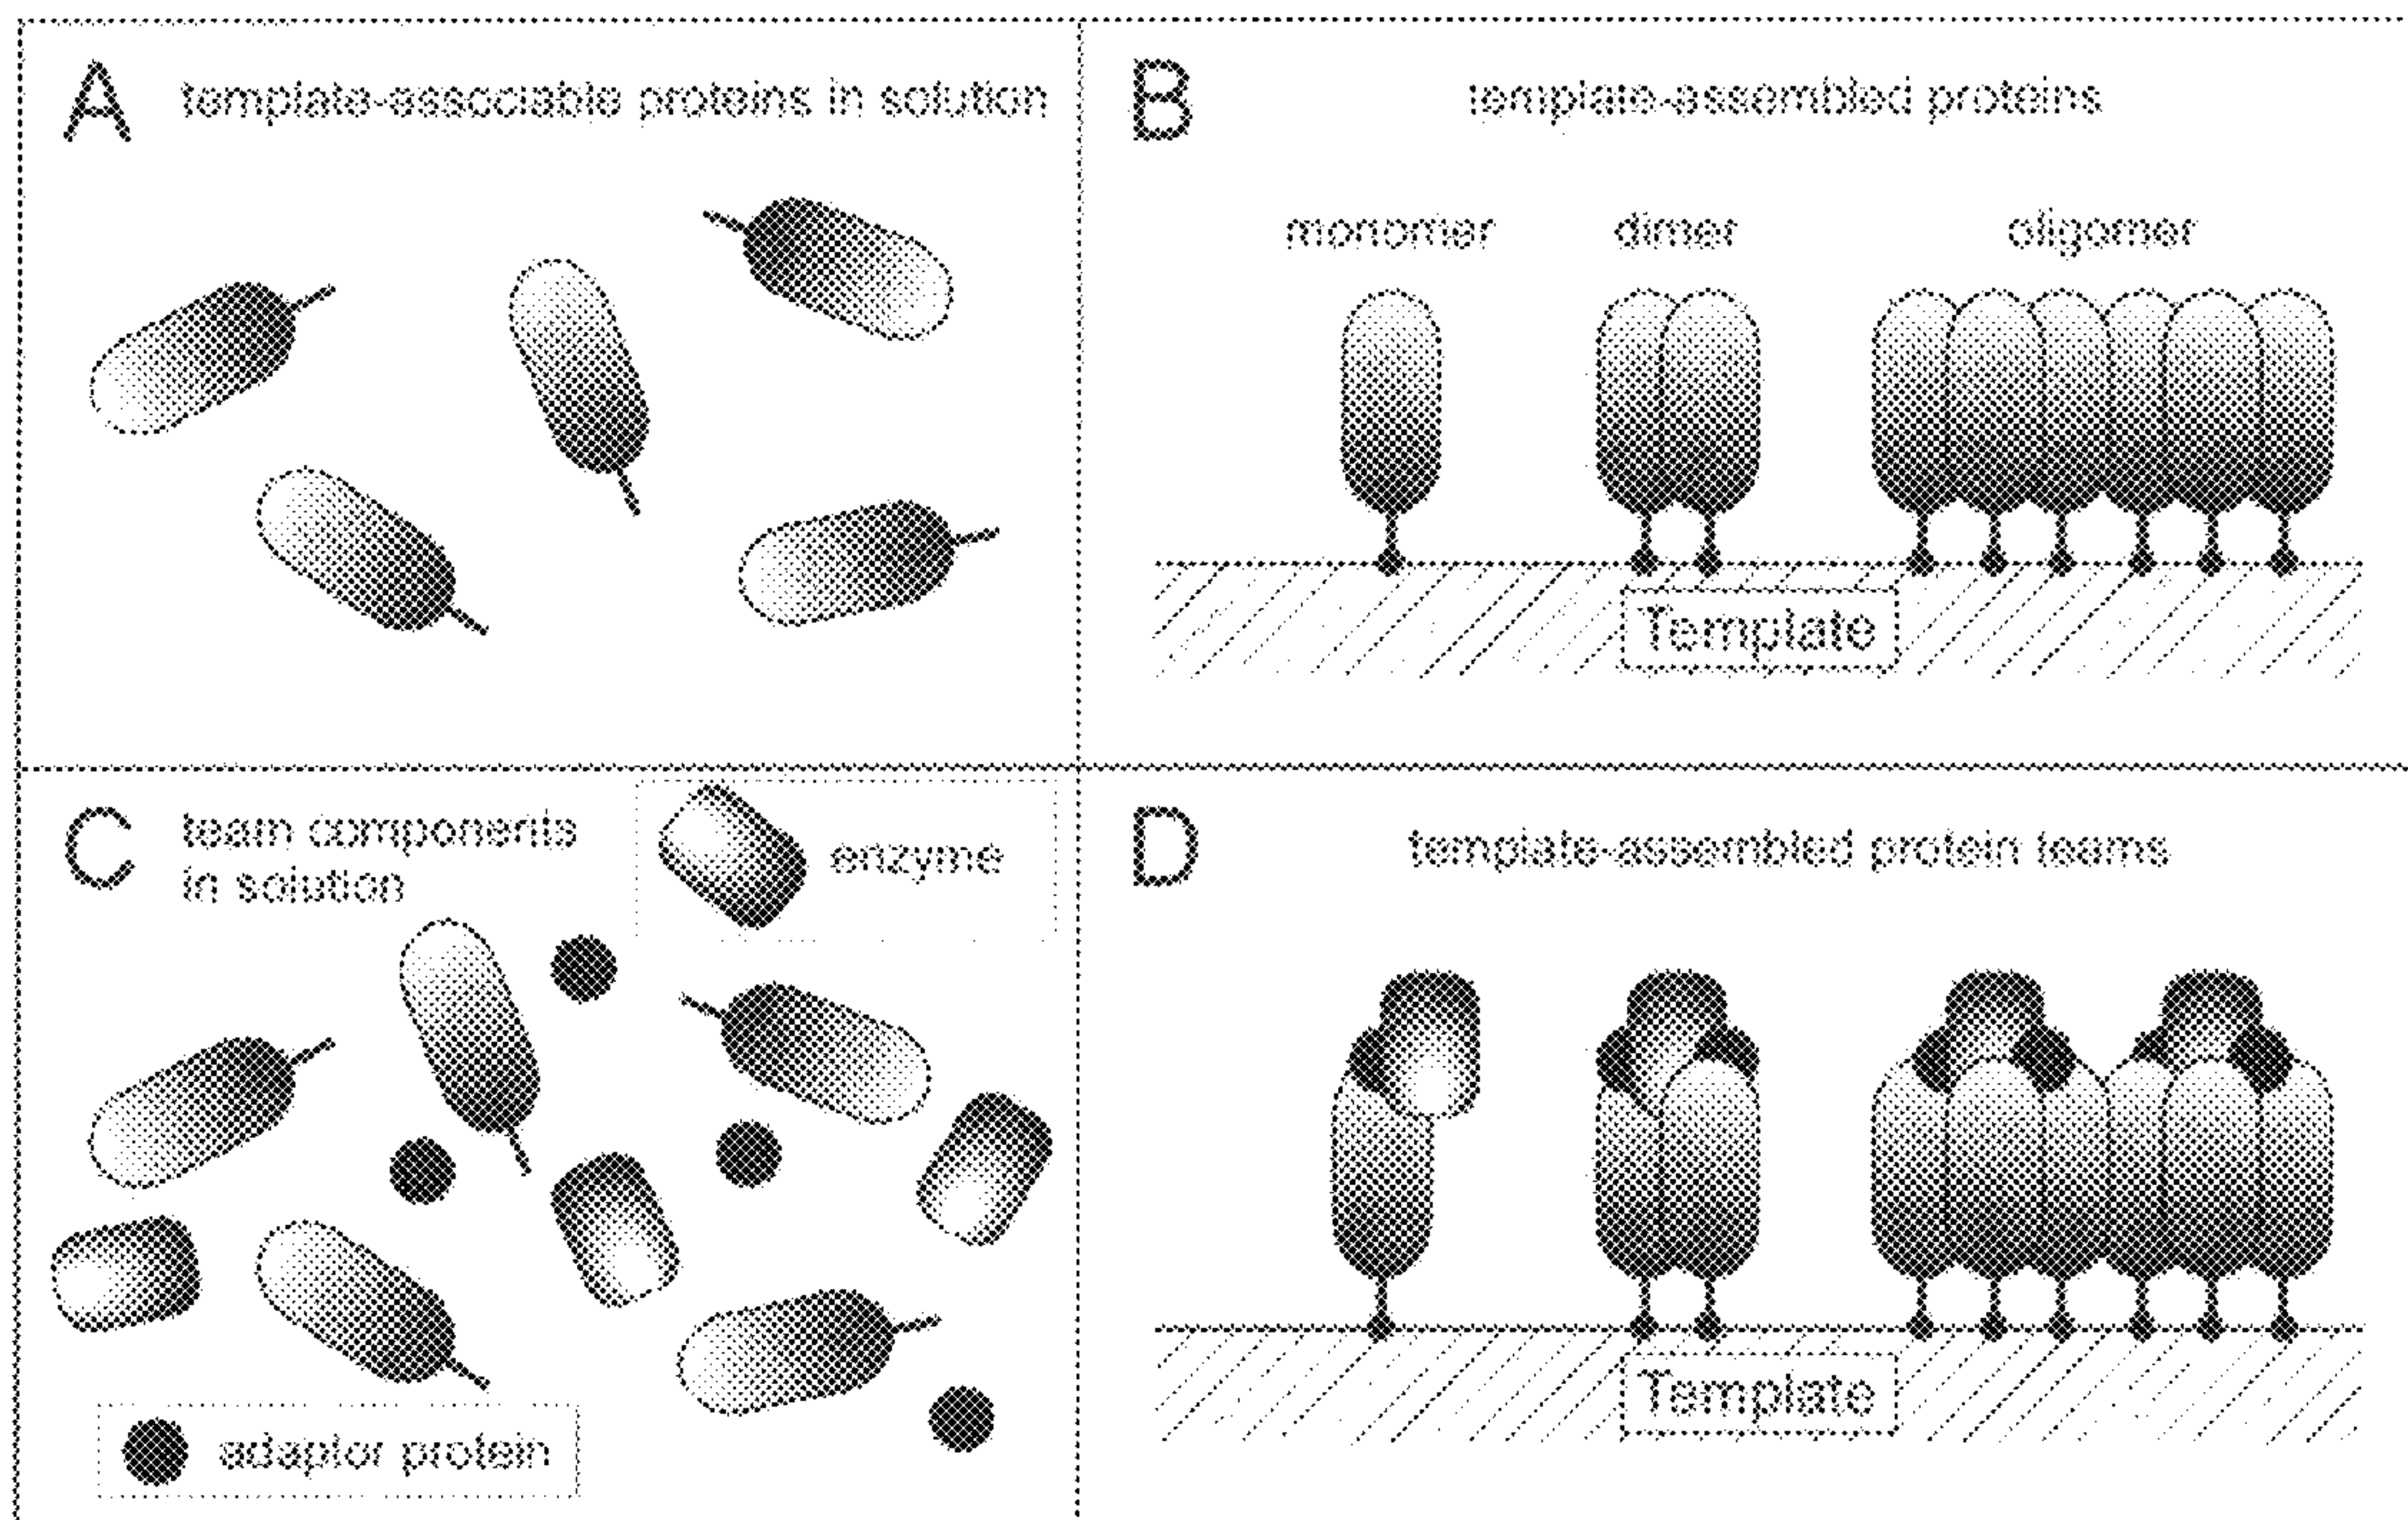 A template-associable proteins in solution
B template-assembled proteins
monomer dimer oligomer
Template
C team components
in solution
enzyme
adaptor protein
D template-assembled protein teams
Template